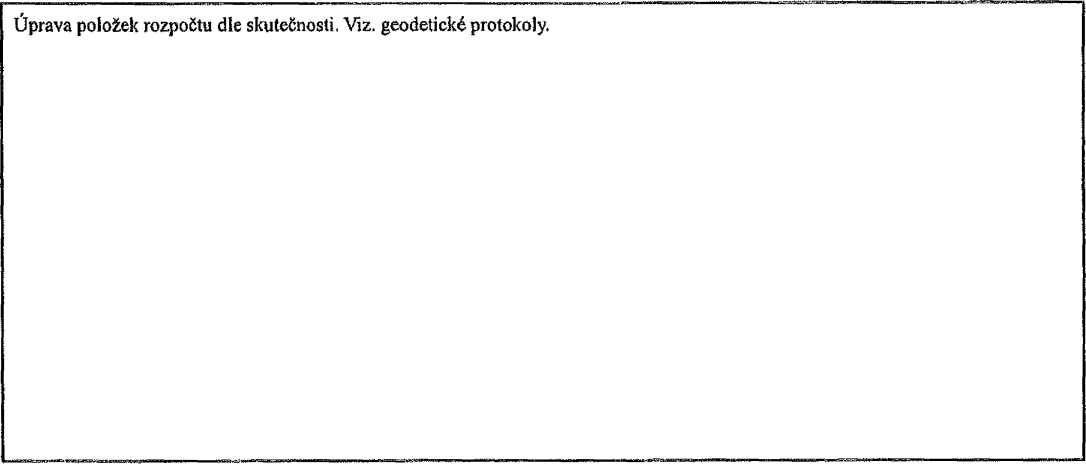 Úprava položek rozpočtu dle skutečnosti. Viz. geodetické protokoly.